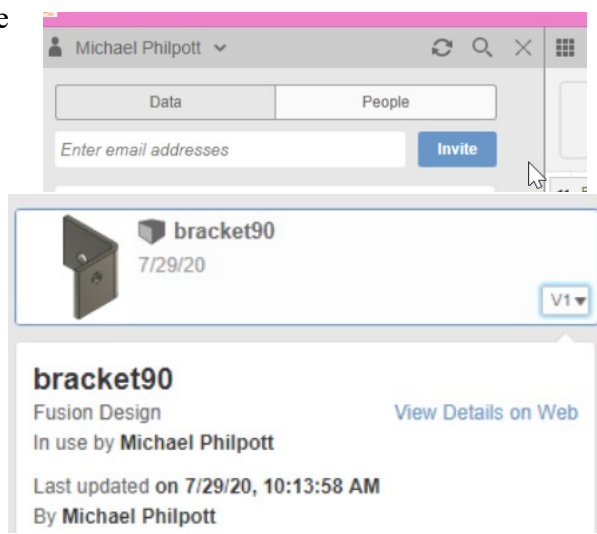 e
Michael Philpott
Data People
Enter email addresses Invite
bracket90
7/29/20
V1
bracket90
Fusion Design View Details on Web
In use by Michael Philpott
Last updated on 7/29/20, 10:13:58 AM
By Michael Philpott